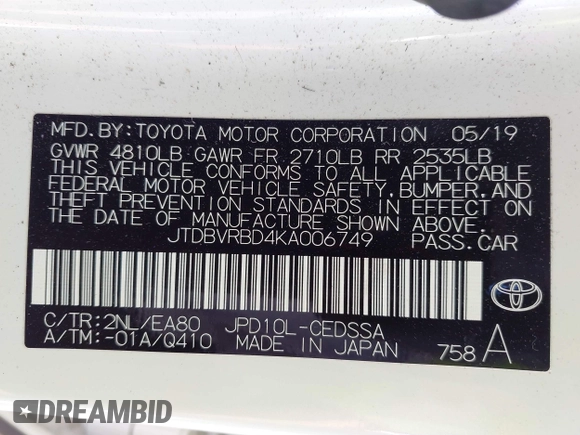 MFD.BY:TOYOTA MOTOR CORPORATION 05/19
GVWR 4810LB GAWR FR 2710LB RR 2535LB
THIS VEHICLE CONFORMS TO ALL APPLICABLE
FEDERAL MOTOR VEHICLE SAFETY, BUMPER, AND
THEFT PREVENTION STANDARDS IN EFFECT ON
THE DATE OF MANUFACTURE SHOWN ABOVE.
JTDBVRBD4KA006749 PASS.CAR
C/TR:2NL/EA80 JPD10L-CEDSSA
A/TM:-01A/Q410 MADE IN JAPAN 758 A
DREAMBID